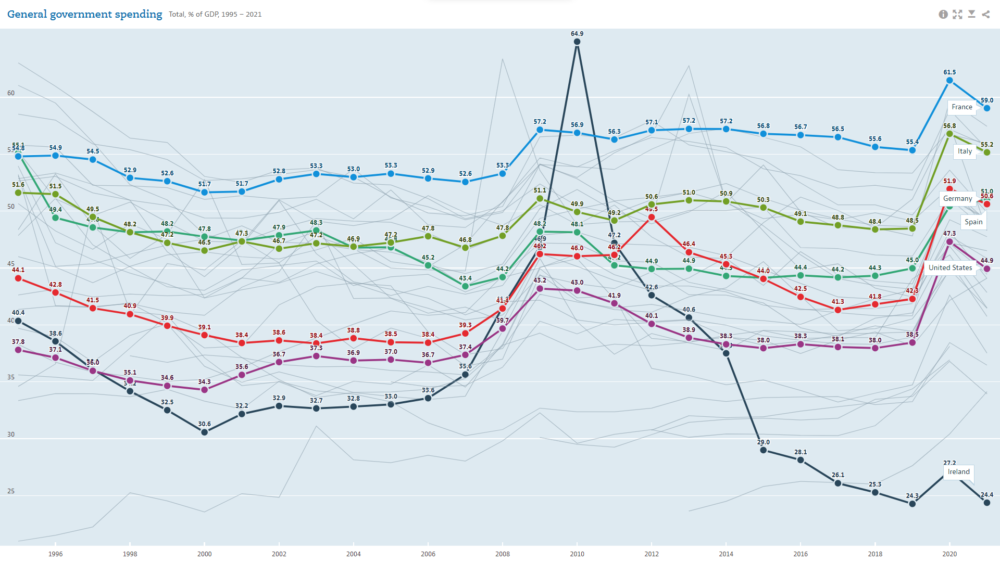 General government spending Total, % of GDP, 1995 – 2021
64.9
61.5
60
59.0
France
57.2 56.9 56.3 57.1 57.2 57.2 56.8 56.7 56.5 55.6 55.4
56.8
55.1
54.8 54.9 54.5 52.9 52.6 51.7 51.7 52.8 53.3 53.0 53.3 52.9 52.6 53.3
55.2
Italy
51.6 51.5 49.5 48.2 47.2 46.5 47.3 46.7 47.2 46.9 47.2 47.8 46.8 47.8 51.1 49.9 49.2 50.6 51.0 50.9 50.3 49.1 48.8 48.4 48.5
51.9
51.0
50.6
Germany
50
49.4 48.2 47.8 47.9 48.3 45.2 43.4 44.2 48.2 48.1 44.9 44.9 44.4 44.2 44.3 45.0
Spain
47.3
44.9
United States
45
44.1 42.8 41.5 40.9 39.9 39.1 38.4 38.6 38.4 38.8 38.5 38.4 39.3 41.4 46.2 46.0 46.2 49.5 46.4 45.3 44.0 42.5 41.3 41.8 42.3
40
40.4 38.6 32.5 30.6 32.2 32.9 32.7 32.8 33.0 33.6 35.6 46.9 47.2 42.6 40.6 29.0 28.1 26.1 25.3 24.3 27.2 24.4
37.8 37.1 36.0 35.1 34.6 34.3 35.6 36.7 37.3 36.9 37.0 36.7 37.4 39.7 43.2 43.0 41.9 40.1 38.9 38.3 38.0 38.3 38.1 38.0 38.5
35
30
Ireland
25
1996 1998 2000 2002 2004 2006 2008 2010 2012 2014 2016 2018 2020